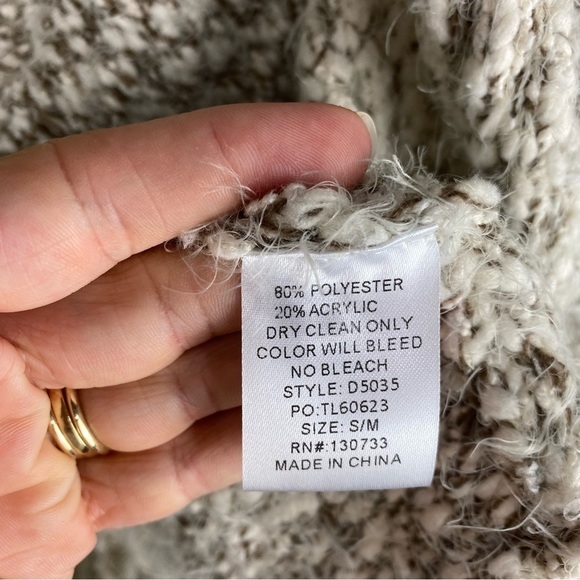 80% POLYESTER
20% ACRYLIC
DRY CLEAN ONLY
COLOR WILL BLEED
NO BLEACH
STYLE: D5035
PO:TL60623
SIZE: S/M
RN#:130733
MADE IN CHINA